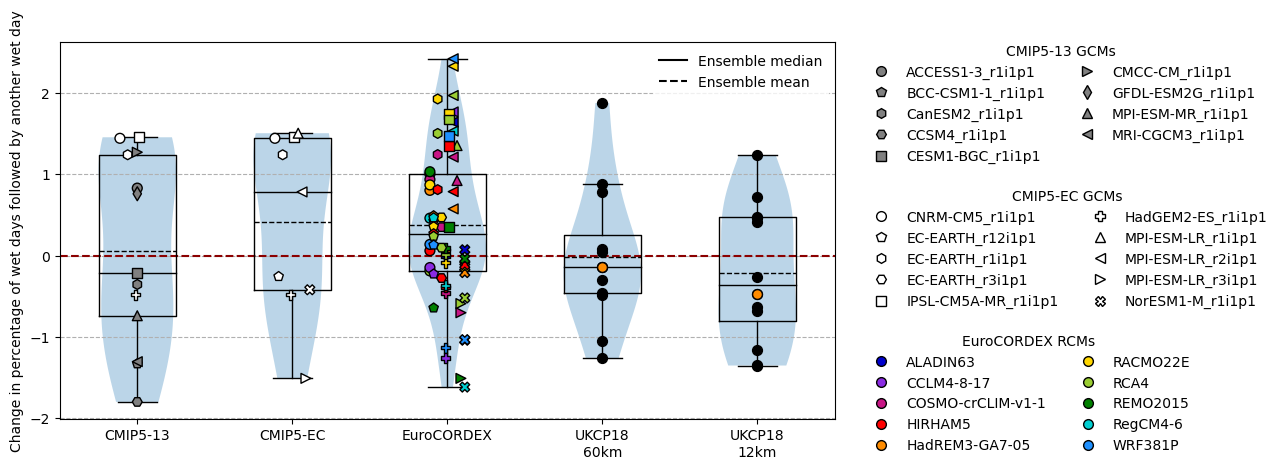 Change in percentage of wet days followed by another wet day
2
1
0
−1
−2
CMIP5-13
CMIP5-EC
EuroCORDEX
UKCP18
60km
UKCP18
12km
Ensemble median
Ensemble mean
CMIP5-13 GCMs
ACCESS1-3_r1i1p1
BCC-CSM1-1_r1i1p1
CanESM2_r1i1p1
CCSM4_r1i1p1
CESM1-BGC_r1i1p1
CMCC-CM_r1i1p1
GFDL-ESM2G_r1i1p1
MPI-ESM-MR_r1i1p1
MRI-CGCM3_r1i1p1
CMIP5-EC GCMs
CNRM-CM5_r1i1p1
EC-EARTH_r12i1p1
EC-EARTH_r1i1p1
EC-EARTH_r3i1p1
IPSL-CM5A-MR_r1i1p1
HadGEM2-ES_r1i1p1
MPI-ESM-LR_r1i1p1
MPI-ESM-LR_r2i1p1
MPI-ESM-LR_r3i1p1
NorESM1-M_r1i1p1
EuroCORDEX RCMs
ALADIN63
CCLM4-8-17
COSMO-crCLIM-v1-1
HIRHAM5
HadREM3-GA7-05
RACMO22E
RCA4
REMO2015
RegCM4-6
WRF381P